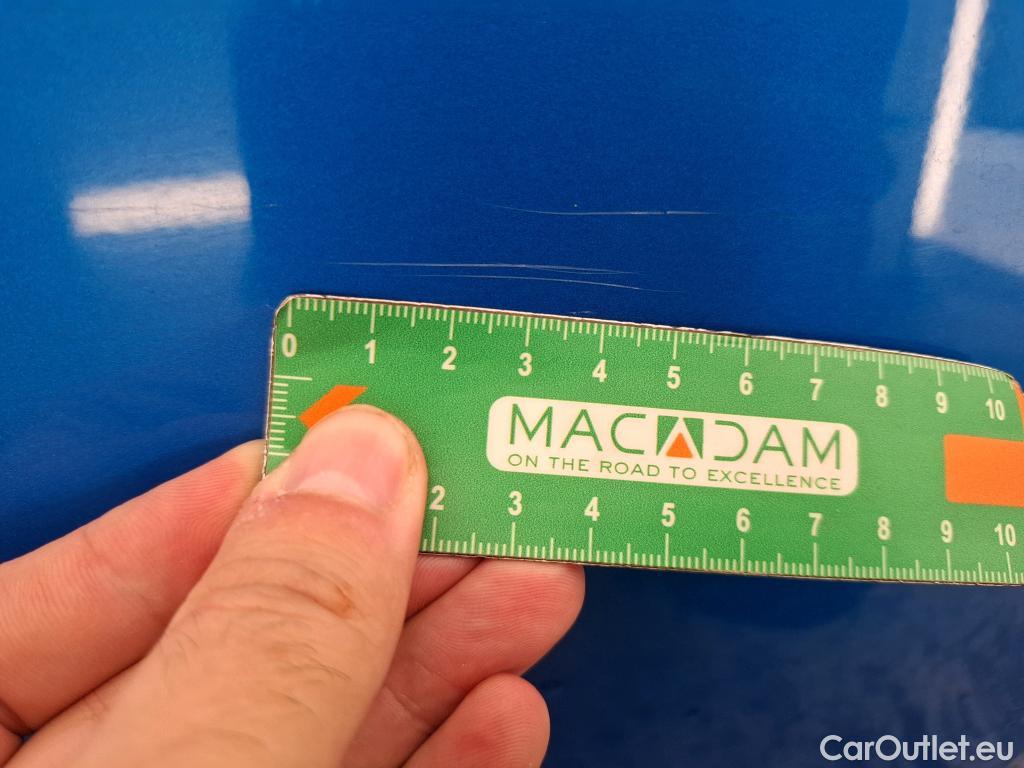 0 1 2 3 4 5 6 7 8 9 10
MACADAM
ON THE ROAD TO EXCELLENCE
2 3 4 5 6 7 8 9 10
CarOutlet.eu